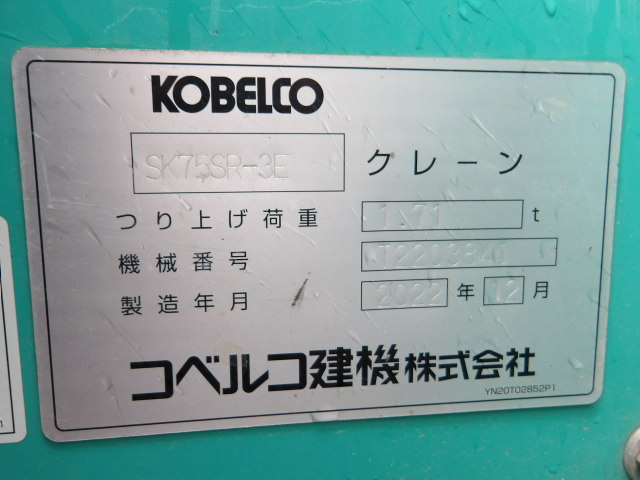 KOBELCO
SK75SR-3E クレーン
つり上げ荷重 1.71 t
機械番号
製造年月 2022 年 12 月
コベルコ建機株式会社
YN20T02852P1